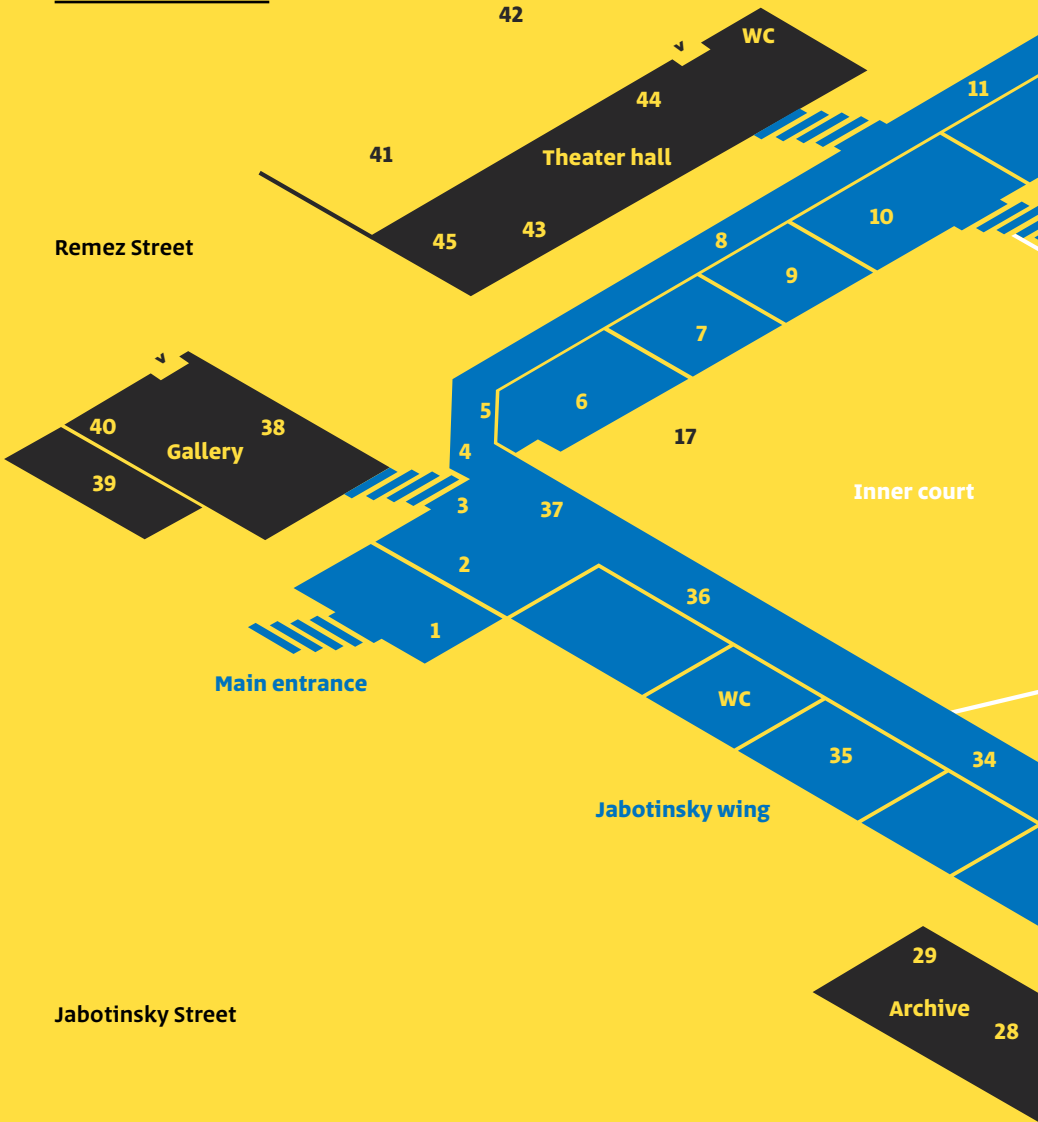 42
WC
11
44
41
Theater hall
10
43
45
8
Remez Street
9
7
6
5
40
38
17
Gallery
4
39
Inner court
3
37
2
36
1
Main entrance
WC
35
34
Jabotinsky wing
29
Archive
Jabotinsky Street
28